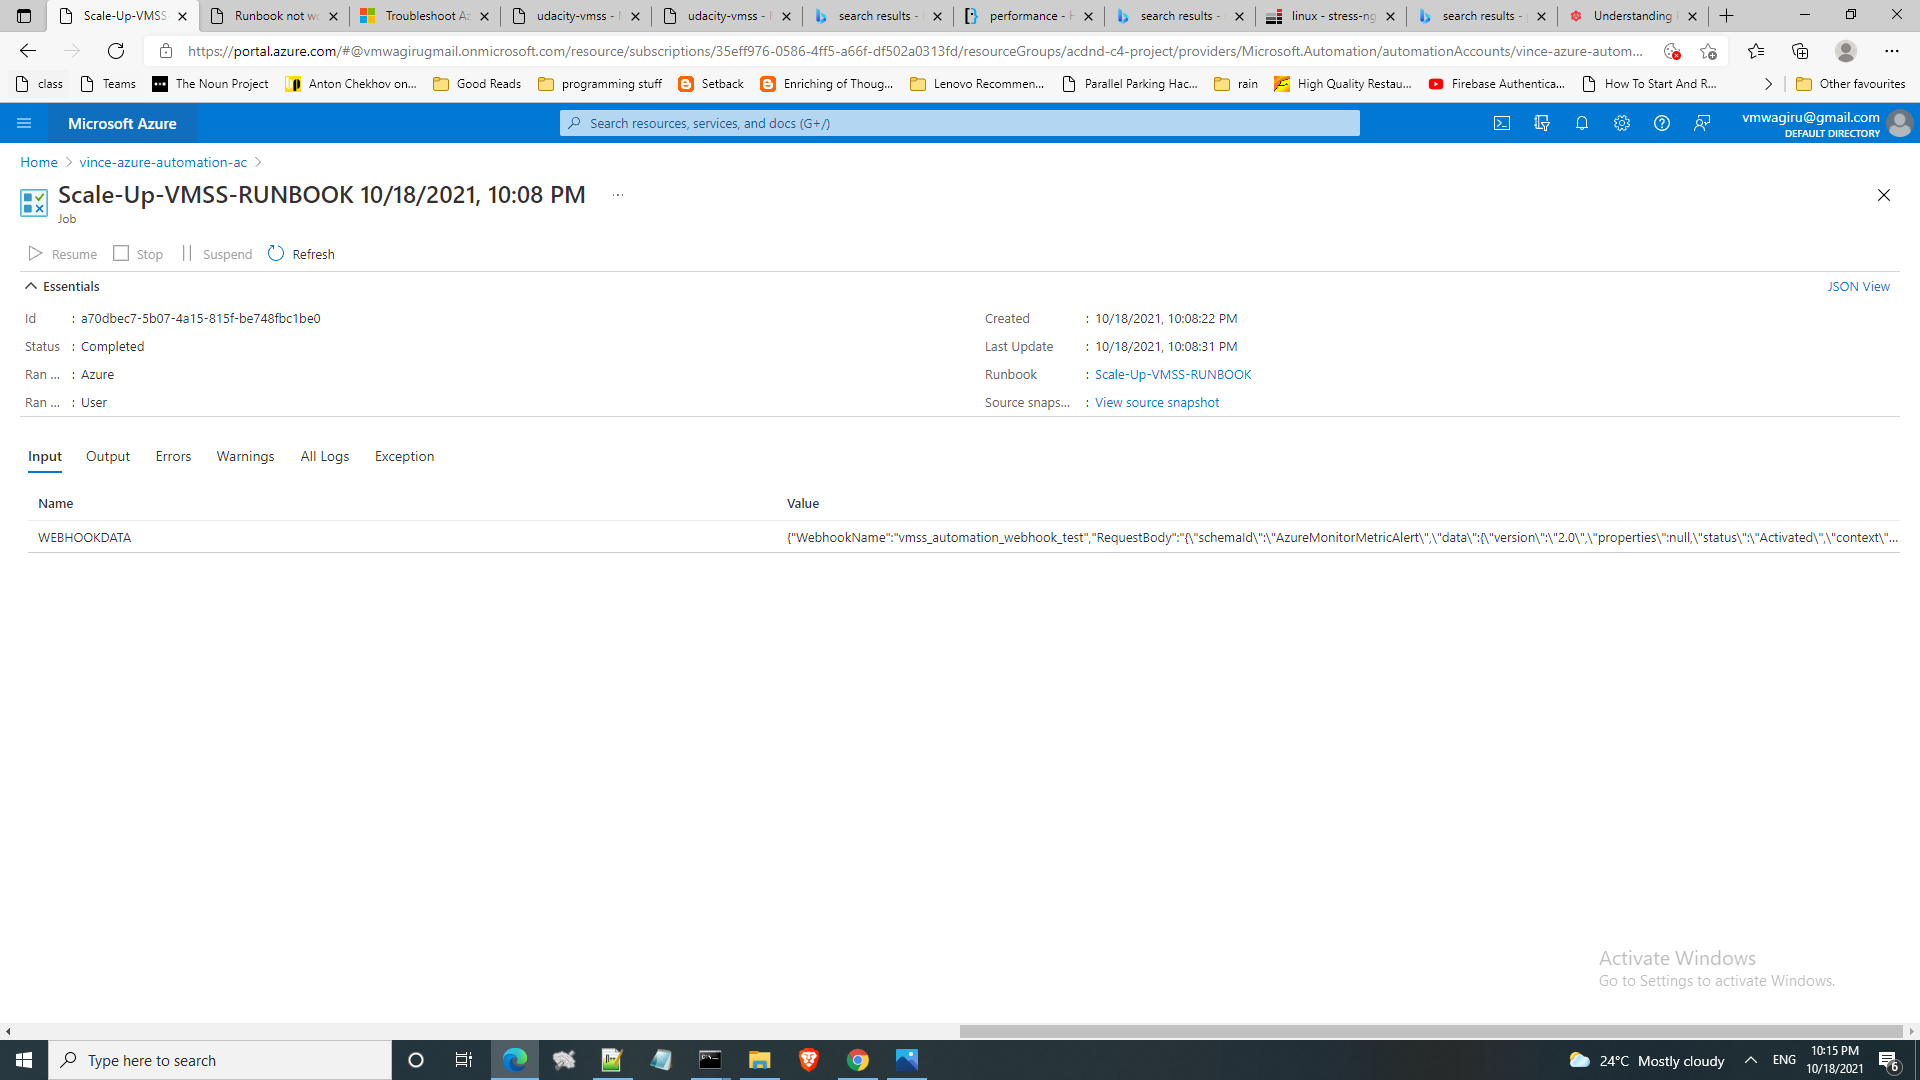 Scale-Up-VMSS
Runbook not wo
Troubleshoot Az
udacity-vmss - 
udacity-vmss - 
search results -
performance -
search results -
linux - stress-ng
search results -
Understanding
https://portal.azure.com/#@vmwagirugmail.onmicrosoft.com/resource/subscriptions/35eff976-0586-4ff5-a66f-df502a0313fd/resourceGroups/acdnd-c4-project/providers/Microsoft.Automation/automationAccounts/vince-azure-autom...
class Teams The Noun Project Anton Chekhov on... Good Reads programming stuff Setback Enriching of Thoug... Lenovo Recommen... Parallel Parking Hac... rain High Quality Restau... Firebase Authentica... How To Start And R... Other favourites
Microsoft Azure
Search resources, services, and docs (G+/)
vmwagiru@gmail.com
DEFAULT DIRECTORY
Home > vince-azure-automation-ac >
Scale-Up-VMSS-RUNBOOK 10/18/2021, 10:08 PM ...
Job
Resume Stop Suspend Refresh
Essentials
JSON View
Id : a70dbec7-5b07-4a15-815f-be748fbc1be0
Created : 10/18/2021, 10:08:22 PM
Status : Completed
Last Update : 10/18/2021, 10:08:31 PM
Ran ... : Azure
Runbook : Scale-Up-VMSS-RUNBOOK
Ran ... : User
Source snaps... : View source snapshot
Input Output Errors Warnings All Logs Exception
Name Value
WEBHOOKDATA {"WebhookName":"vmss_automation_webhook_test","RequestBody":"{\"schemaId\":\"AzureMonitorMetricAlert\",\"data\":{\"version\":\"2.0\",\"properties\":null,\"status\":\"Activated\",\"context\"...
Activate Windows
Go to Settings to activate Windows.
Type here to search
24°C Mostly cloudy
ENG
10:15 PM
10/18/2021
6